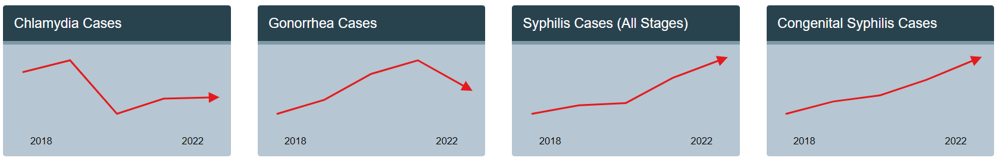 Chlamydia Cases
2018 2022
Gonorrhea Cases
2018 2022
Syphilis Cases (All Stages)
2018 2022
Congenital Syphilis Cases
2018 2022